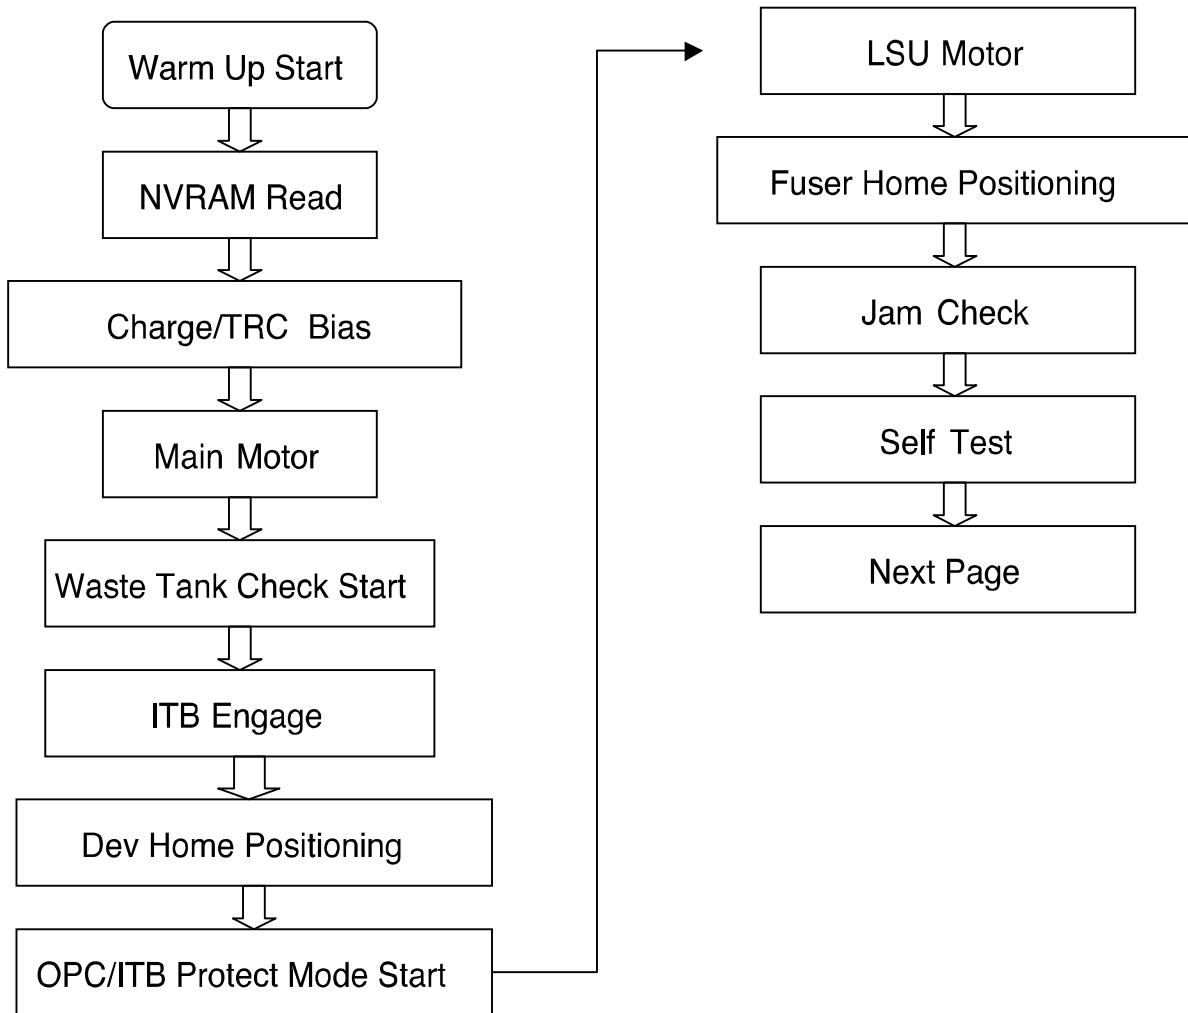 Warm Up Start
NVRAM Read
Charge/TRC Bias
Main Motor
Waste Tank Check Start
ITB Engage
Dev Home Positioning
OPC/ITB Protect Mode Start
LSU Motor
Fuser Home Positioning
Jam Check
Self Test
Next Page